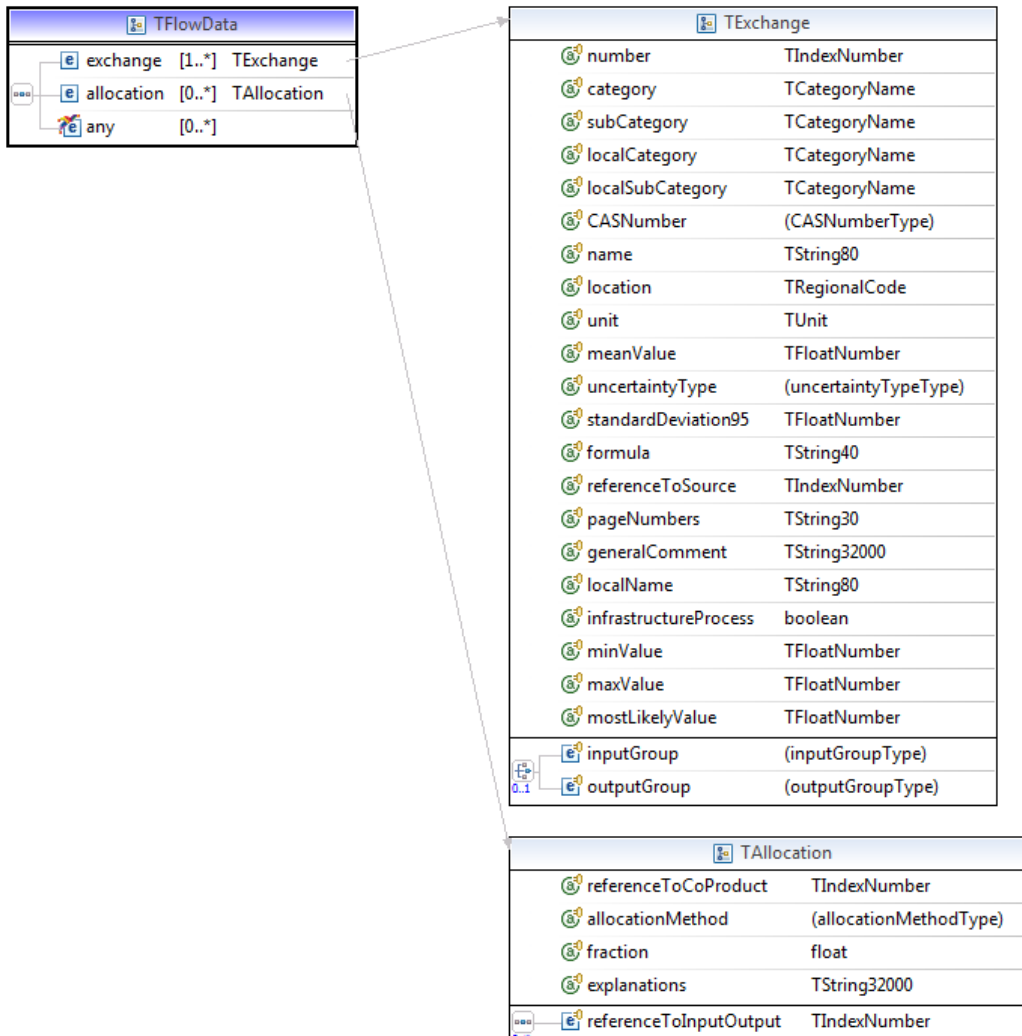 TFlowData
exchange [1..*] TExchange
allocation [0..*] TAllocation
any [0..*]
TExchange
number TIndexNumber
category TCategoryName
subCategory TCategoryName
localCategory TCategoryName
localSubCategory TCategoryName
CASNumber (CASNumberType)
name TString80
location TRegionalCode
unit TUnit
meanValue TFloatNumber
uncertaintyType (uncertaintyTypeType)
standardDeviation95 TFloatNumber
formula TString40
referenceToSource TIndexNumber
pageNumbers TString30
generalComment TString32000
localName TString80
infrastructureProcess boolean
minValue TFloatNumber
maxValue TFloatNumber
mostLikelyValue TFloatNumber
inputGroup (inputGroupType)
0..1
outputGroup (outputGroupType)
TAllocation
referenceToCoProduct TIndexNumber
allocationMethod (allocationMethodType)
fraction float
explanations TString32000
referenceToInputOutput TIndexNumber